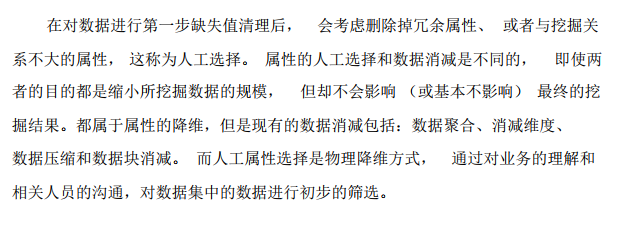 在对数据进行第一步缺失值清理后， 会考虑删除掉冗余属性、 或者与挖掘关
系不大的属性， 这称为人工选择。 属性的人工选择和数据消减是不同的， 即使两
者的目的都是缩小所挖掘数据的规模， 但却不会影响 （或基本不影响） 最终的挖
掘结果。都属于属性的降维，但是现有的数据消减包括：数据聚合、消减维度、
数据压缩和数据块消减。 而人工属性选择是物理降维方式， 通过对业务的理解和
相关人员的沟通，对数据集中的数据进行初步的筛选。